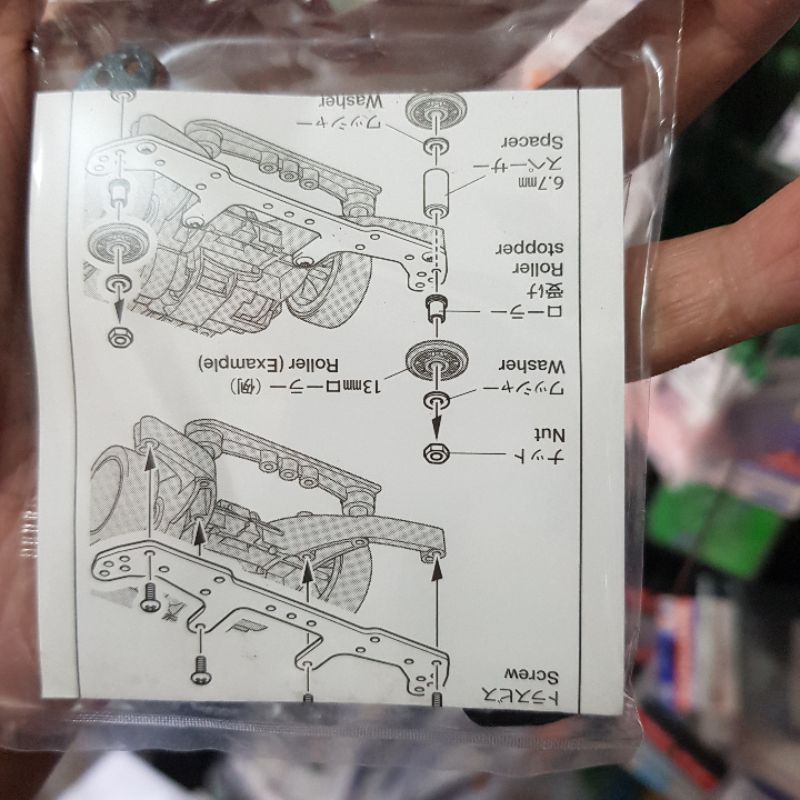 トラスビス
Screw
ナット
Nut
ワッシャー
Washer
13mmローラー（例）
Roller (Example)
ローラー
受け
Roller
stopper
6.7mm
スペーサー
Spacer
ワッシャー
Washer